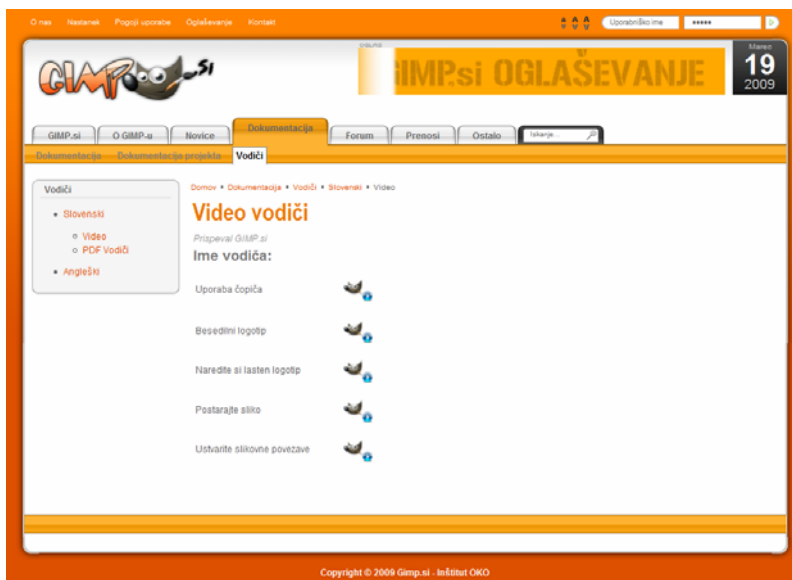 O nas Nastanek Pogoji uporabe Oglaševanje Kontakt A A A Uporabniško ime •••••
GIMP.SI
OGLAS
GIMP.si OGLAŠEVANJE
Marec
19
2009
GIMP.si O GIMP-u Novice Dokumentacija Forum Prenosi Ostalo Iskanje...
Dokumentacija Dokumentacija projekta Vodiči
Vodiči
Slovenski
Video
PDF Vodiči
Angleški
Domov • Dokumentacija • Vodiči • Slovenski • Video
Video vodiči
Prispeval GIMP.si
Ime vodiča:
Uporaba čopiča
Besedilni logotip
Naredite si lasten logotip
Postarajte sliko
Ustvarite slikovne povezave
Copyright © 2009 Gimp.si - Inštitut OKO